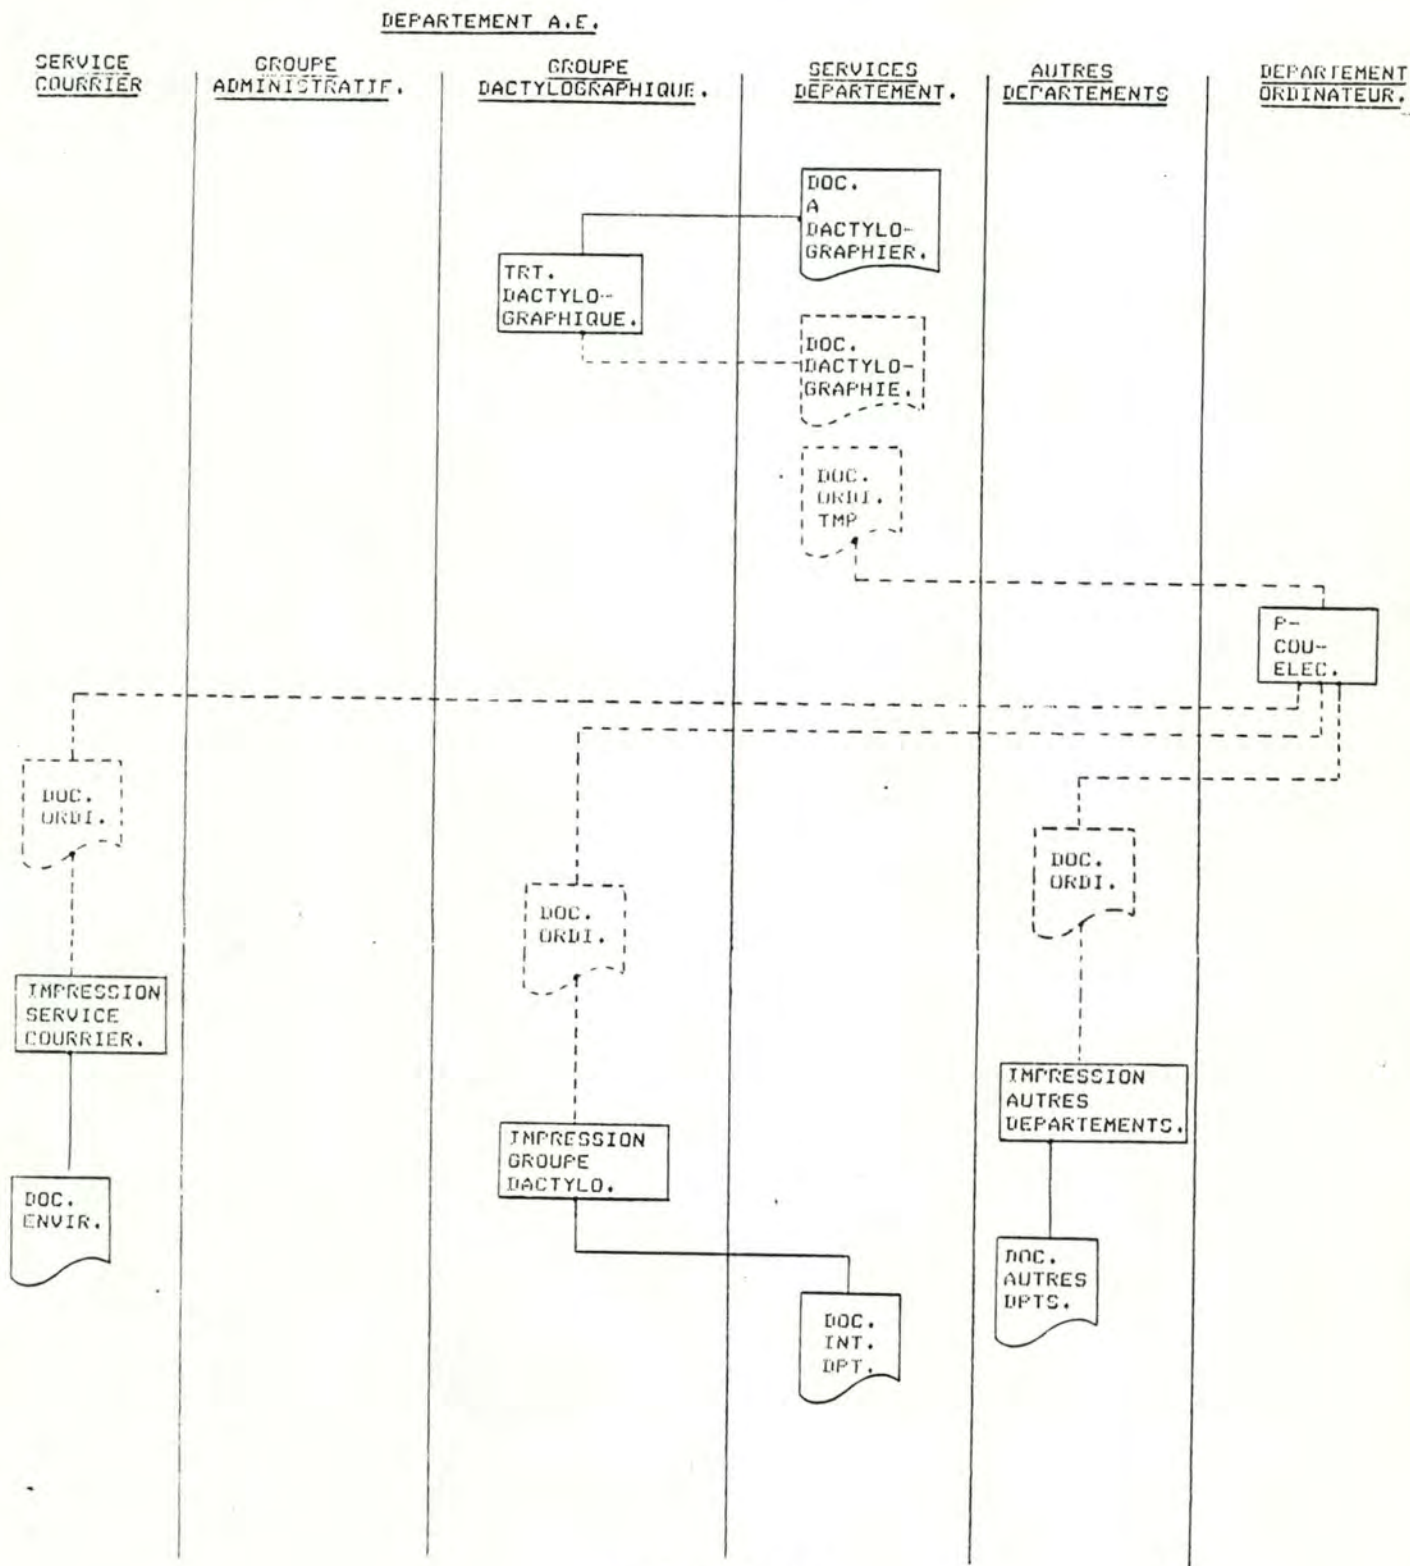 DEPARTEMENT A.E.
SERVICE
COURRIER
GROUPE
ADMINISTRATIF.
GROUPE
DACTYLOGRAPHIQUE.
SERVICES
DEPARTEMENT.
AUTRES
DEPARTEMENTS
DEPARTEMENT
ORDINATEUR.
DOC.
A
DACTYLO-
GRAPHIER.
TRT.
DACTYLO-
GRAPHIQUE.
DOC.
DACTYLO-
GRAPHIE.
DOC.
ORDI.
TMP
P-
COU-
ELEC.
DOC.
ORDI.
DOC.
ORDI.
DOC.
ORDI.
IMPRESSION
SERVICE
COURRIER.
IMPRESSION
AUTRES
DEPARTEMENTS.
IMPRESSION
GROUPE
DACTYLO.
DOC.
ENVIR.
DOC.
AUTRES
DPTS.
DOC.
INT.
DPT.